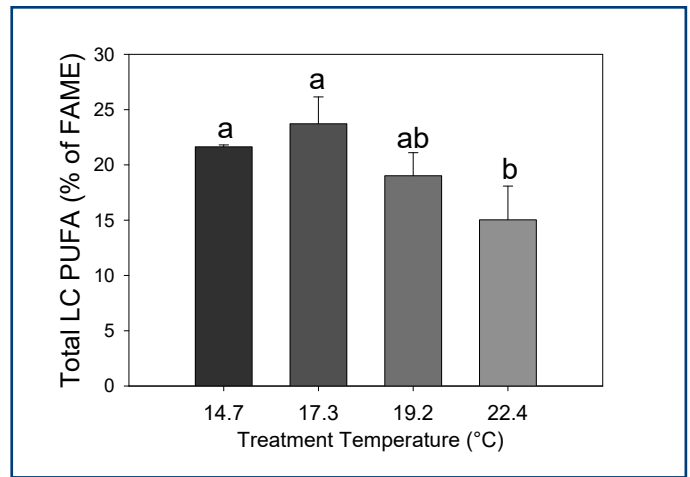 Total LC PUFA (% of FAME)
30
25
20
15
10
5
0
a
a
ab
b
14.7 17.3 19.2 22.4
Treatment Temperature (°C)